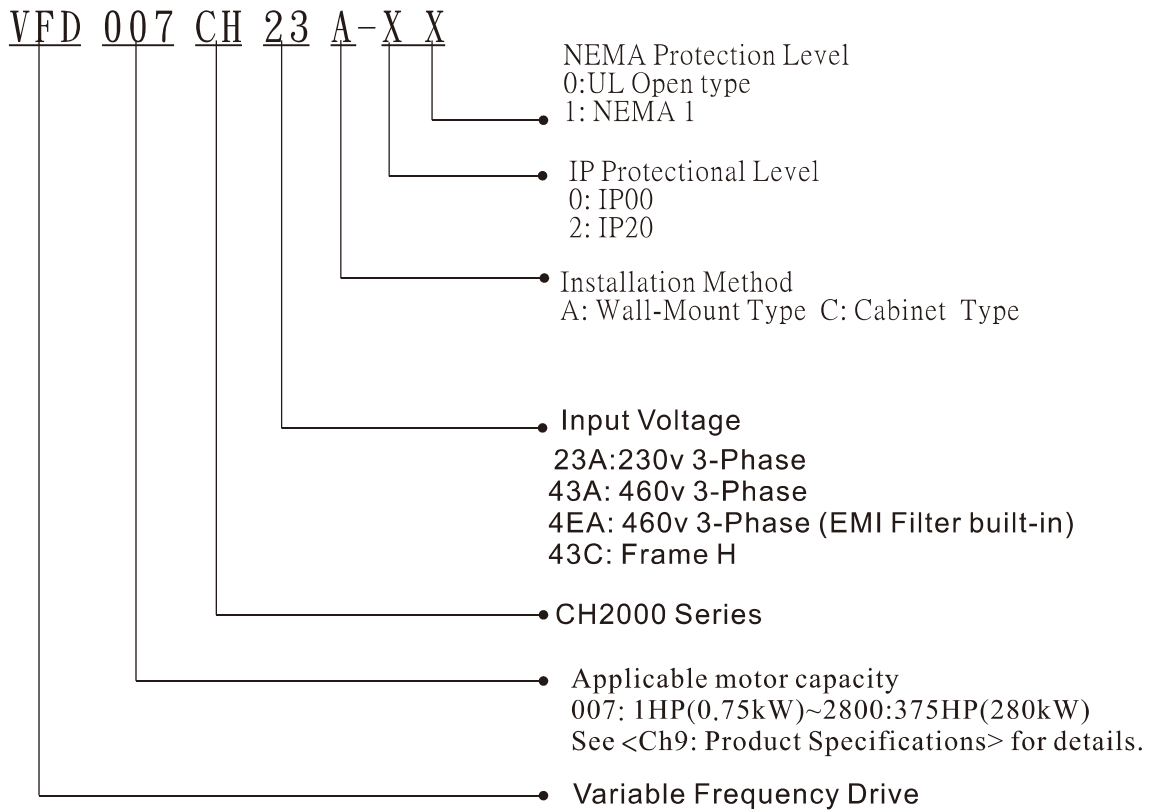 VFD 007 CH 23 A-X X
NEMA Protection Level
0:UL Open type
1: NEMA 1
IP Protectional Level
0: IP00
2: IP20
Installation Method
A: Wall-Mount Type C: Cabinet Type
Input Voltage
23A:230v 3-Phase
43A: 460v 3-Phase
4EA: 460v 3-Phase (EMI Filter built-in)
43C: Frame H
CH2000 Series
Applicable motor capacity
007: 1HP(0.75kW)~2800:375HP(280kW)
See <Ch9: Product Specifications> for details.
Variable Frequency Drive